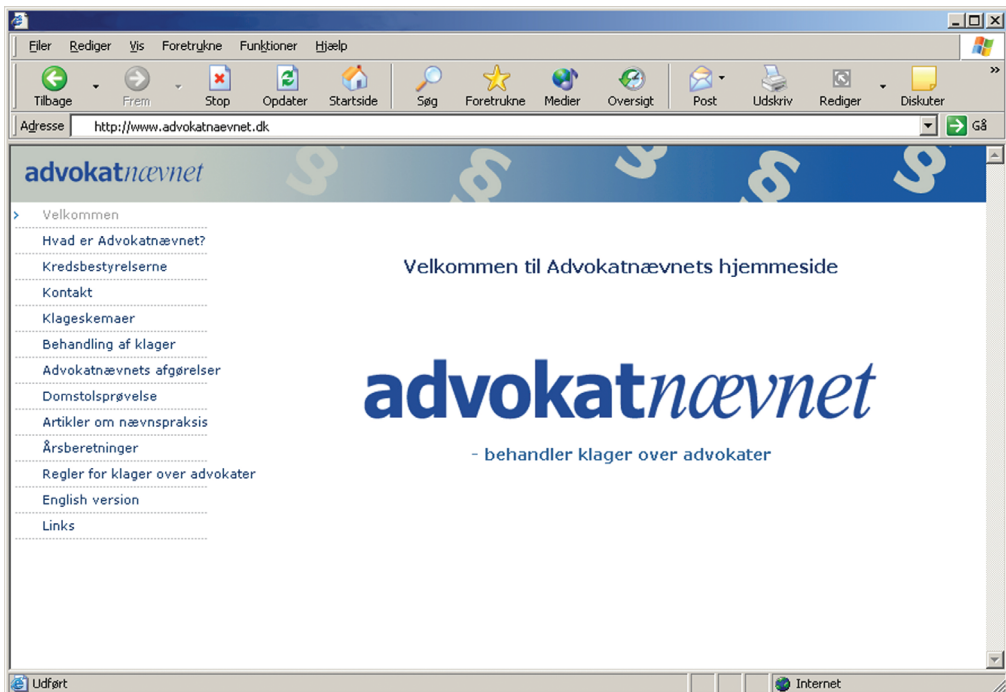 Filer Rediger Vis Foretrukne Funktioner Hjælp
Tilbage Frem Stop Opdater Startside Søg Foretrukne Medier Oversigt Post Udskriv Rediger Diskuter »
Adresse http://www.advokatnaevnet.dk Gå
advokatnævnet § § § § §
› Velkommen
Hvad er Advokatnævnet?
Kredsbestyrelserne
Kontakt
Klageskemaer
Behandling af klager
Advokatnævnets afgørelser
Domstolsprøvelse
Artikler om nævnspraksis
Årsberetninger
Regler for klager over advokater
English version
Links
Velkommen til Advokatnævnets hjemmeside
advokatnævnet
- behandler klager over advokater
Udført Internet